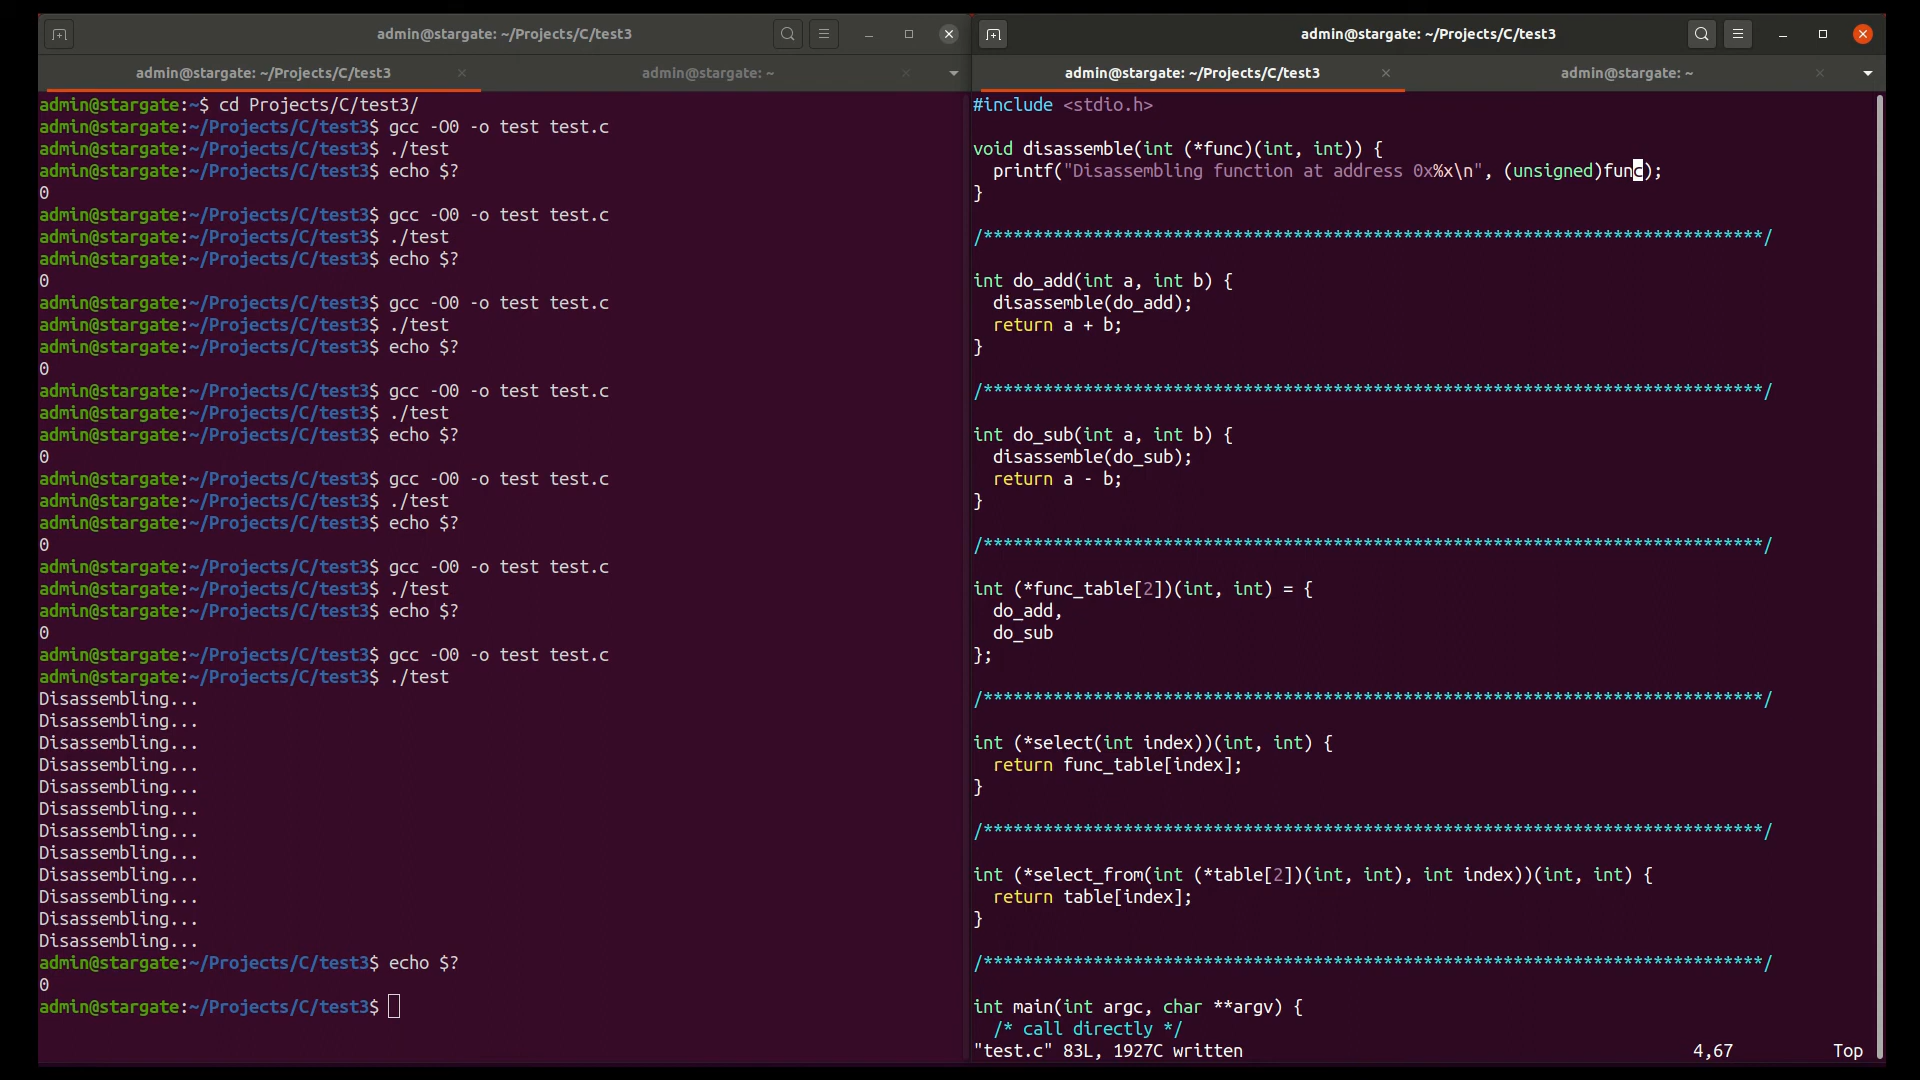 admin@stargate: ~/Projects/C/test3
admin@stargate: ~/Projects/C/test3
admin@stargate: ~
admin@stargate:~$ cd Projects/C/test3/
admin@stargate:~/Projects/C/test3$ gcc -O0 -o test test.c
admin@stargate:~/Projects/C/test3$ ./test
admin@stargate:~/Projects/C/test3$ echo $?
0
admin@stargate:~/Projects/C/test3$ gcc -O0 -o test test.c
admin@stargate:~/Projects/C/test3$ ./test
admin@stargate:~/Projects/C/test3$ echo $?
0
admin@stargate:~/Projects/C/test3$ gcc -O0 -o test test.c
admin@stargate:~/Projects/C/test3$ ./test
admin@stargate:~/Projects/C/test3$ echo $?
0
admin@stargate:~/Projects/C/test3$ gcc -O0 -o test test.c
admin@stargate:~/Projects/C/test3$ ./test
admin@stargate:~/Projects/C/test3$ echo $?
0
admin@stargate:~/Projects/C/test3$ gcc -O0 -o test test.c
admin@stargate:~/Projects/C/test3$ ./test
admin@stargate:~/Projects/C/test3$ echo $?
0
admin@stargate:~/Projects/C/test3$ gcc -O0 -o test test.c
admin@stargate:~/Projects/C/test3$ ./test
admin@stargate:~/Projects/C/test3$ echo $?
0
admin@stargate:~/Projects/C/test3$ gcc -O0 -o test test.c
admin@stargate:~/Projects/C/test3$ ./test
Disassembling...
Disassembling...
Disassembling...
Disassembling...
Disassembling...
Disassembling...
Disassembling...
Disassembling...
Disassembling...
Disassembling...
Disassembling...
Disassembling...
admin@stargate:~/Projects/C/test3$ echo $?
0
admin@stargate:~/Projects/C/test3$
admin@stargate: ~/Projects/C/test3
admin@stargate: ~/Projects/C/test3
admin@stargate: ~
#include <stdio.h>
void disassemble(int (*func)(int, int)) {
  printf("Disassembling function at address 0x%x\n", (unsigned)func);
}
/******************************************************************************/
int do_add(int a, int b) {
  disassemble(do_add);
  return a + b;
}
/******************************************************************************/
int do_sub(int a, int b) {
  disassemble(do_sub);
  return a - b;
}
/******************************************************************************/
int (*func_table[2])(int, int) = {
  do_add,
  do_sub
};
/******************************************************************************/
int (*select(int index))(int, int) {
  return func_table[index];
}
/******************************************************************************/
int (*select_from(int (*table[2])(int, int), int index))(int, int) {
  return table[index];
}
/******************************************************************************/
int main(int argc, char **argv) {
  /* call directly */
"test.c" 83L, 1927C written 4,67 Top